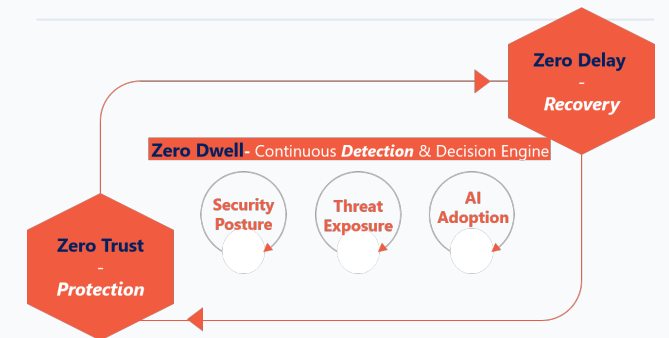 Zero Delay
-
Recovery
Zero Dwell- Continuous Detection & Decision Engine
Security
Posture
Threat
Exposure
AI
Adoption
Zero Trust
-
Protection